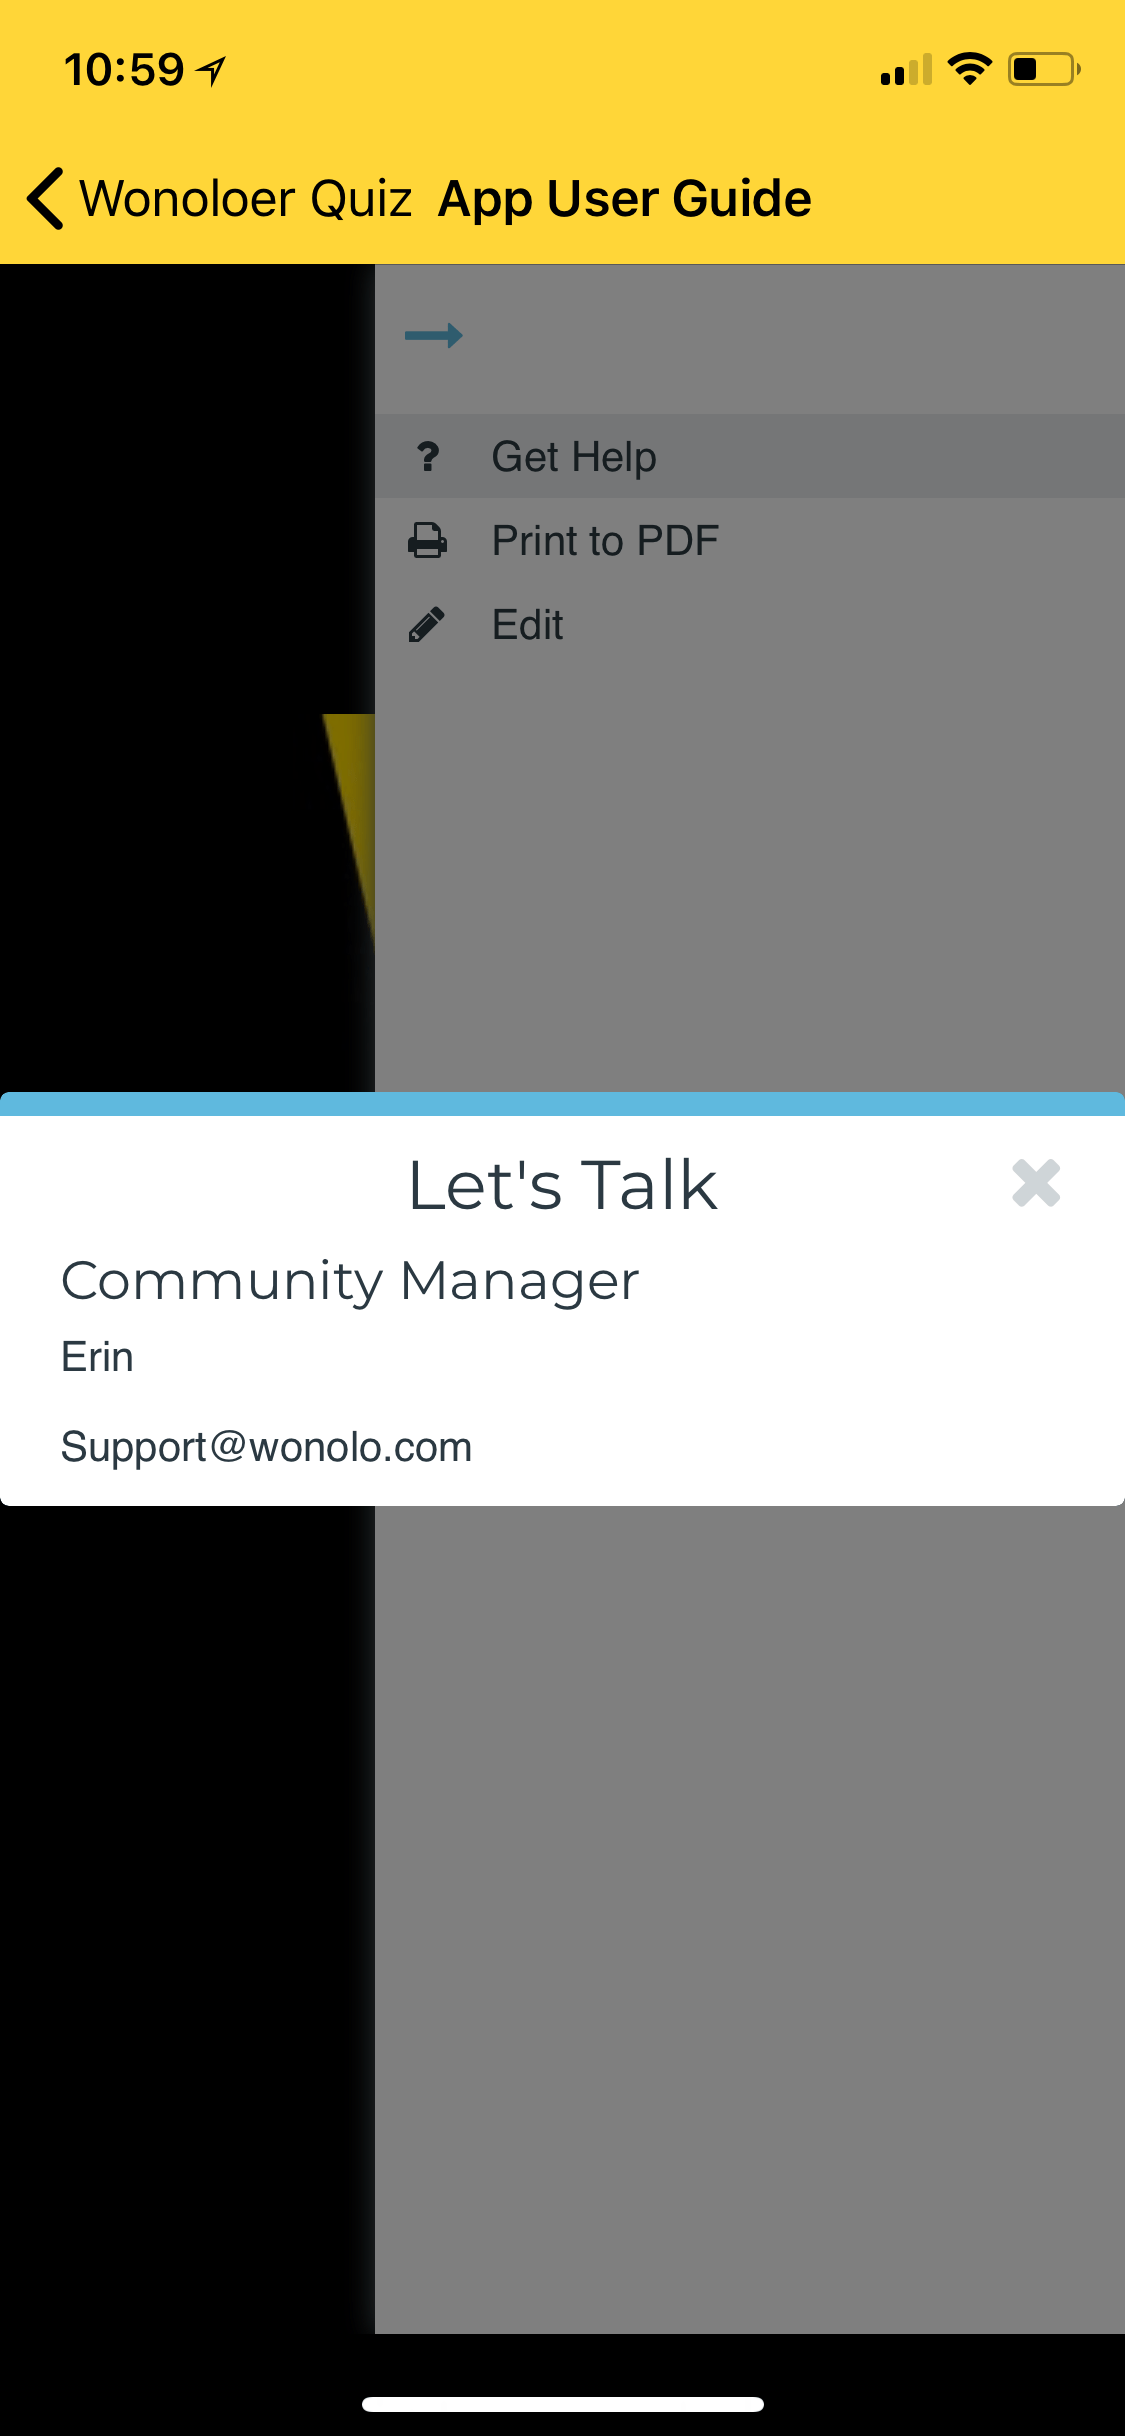 10:59
Wonoloer Quiz App User Guide
? Get Help
Print to PDF
Edit
Let's Talk
Community Manager
Erin
Support@wonolo.com